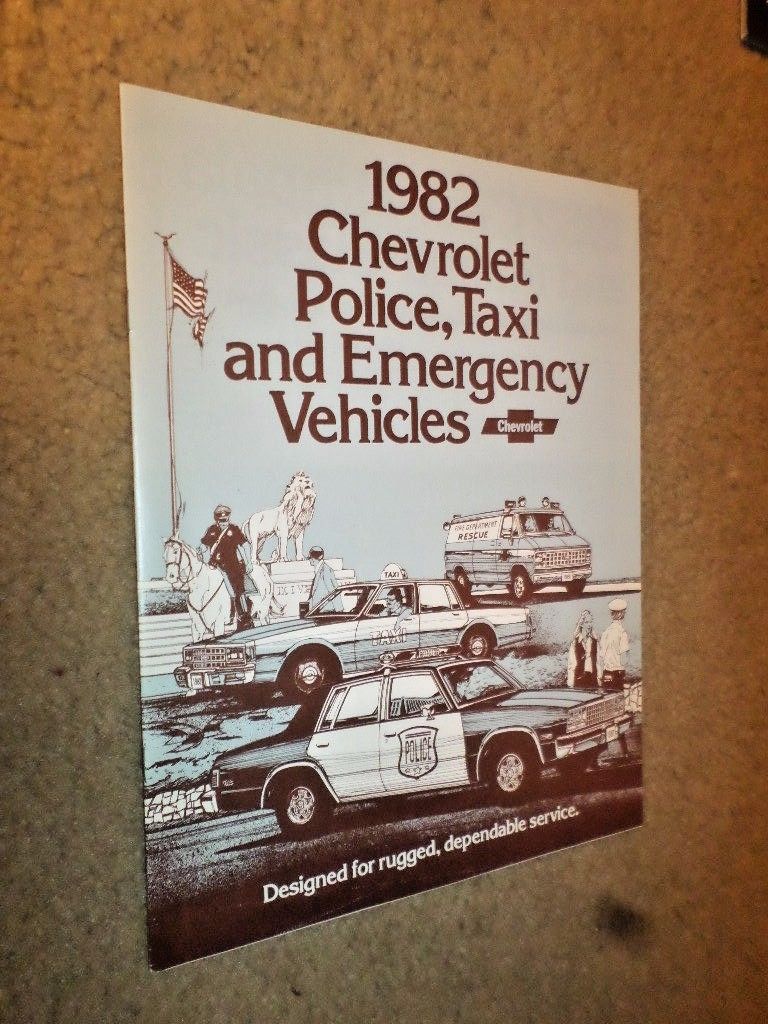 1982
Chevrolet
Police, Taxi
and Emergency
Vehicles
Chevrolet
FIRE DEPARTMENT
RESCUE
TAXI
TAXI
POLICE
Designed for rugged, dependable service.